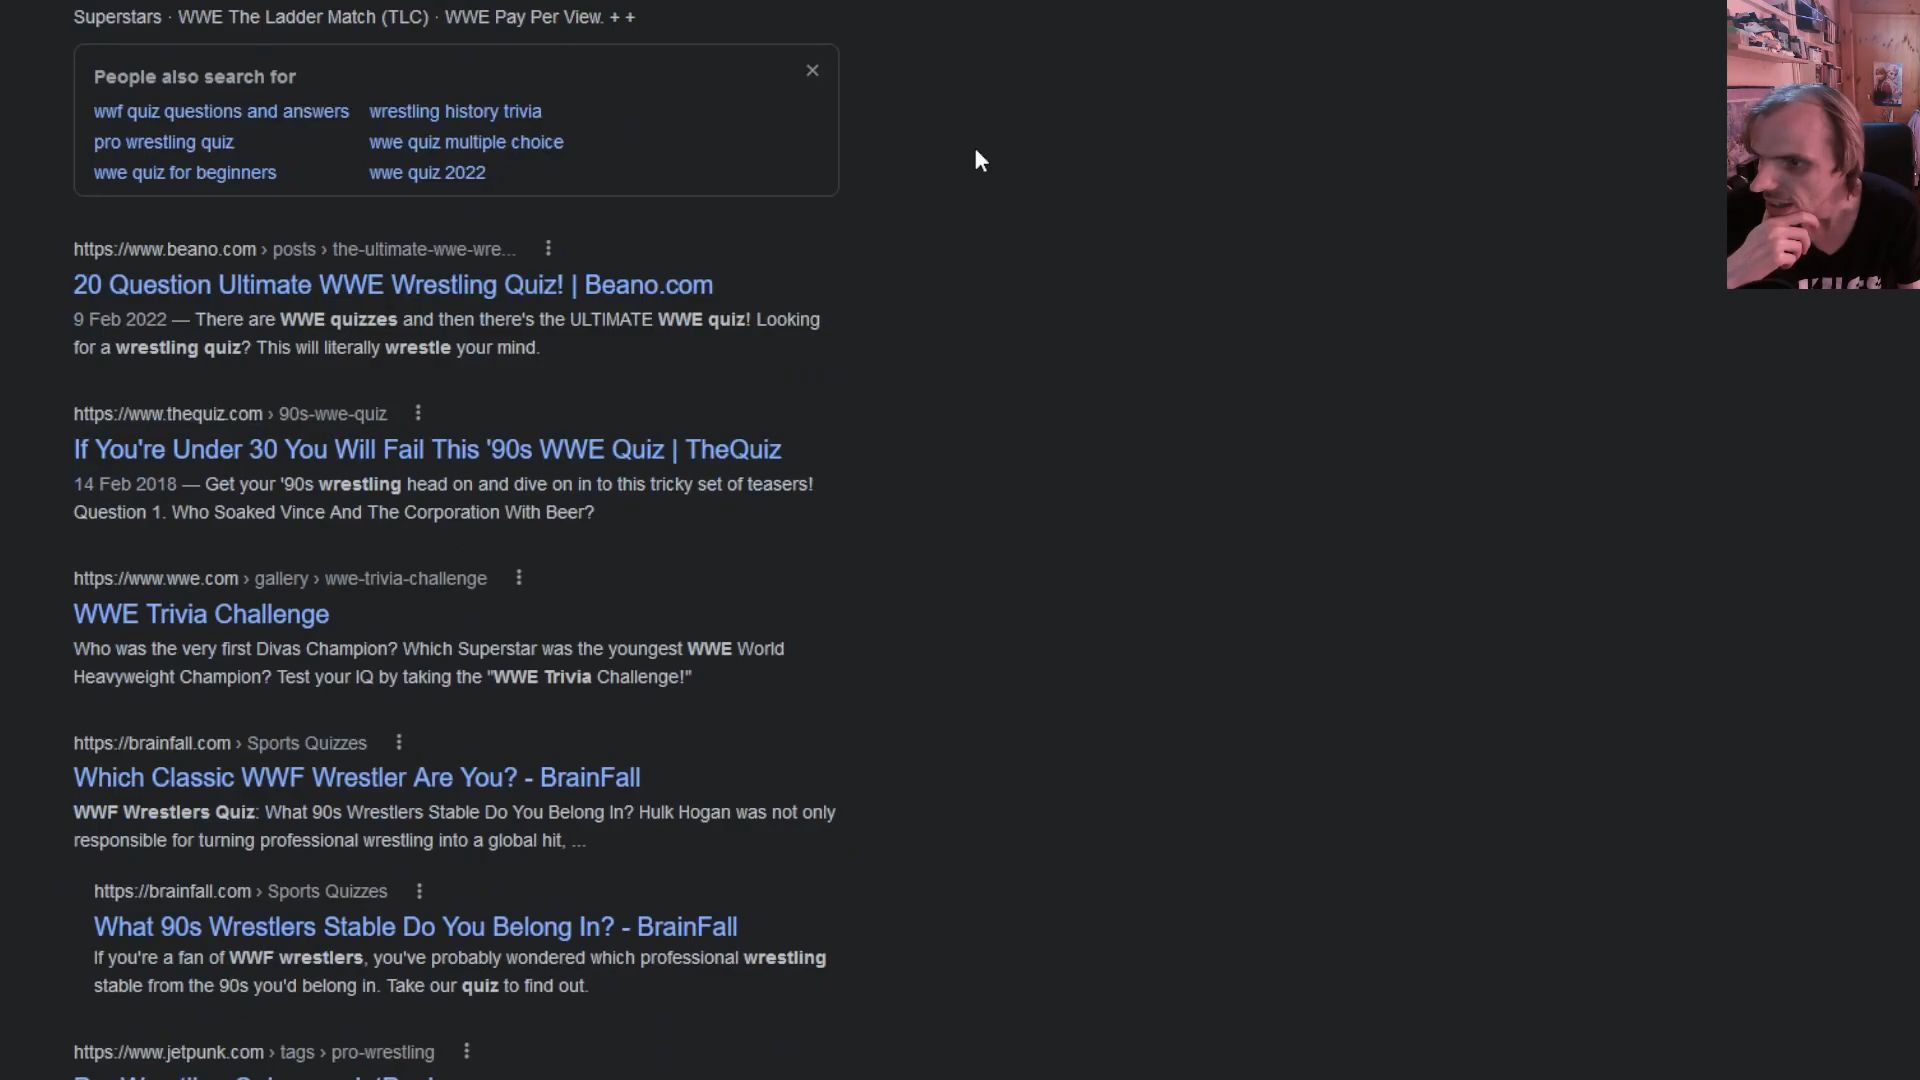 Superstars · WWE The Ladder Match (TLC) · WWE Pay Per View. + +
People also search for
wwf quiz questions and answers wrestling history trivia
pro wrestling quiz wwe quiz multiple choice
wwe quiz for beginners wwe quiz 2022
https://www.beano.com › posts › the-ultimate-wwe-wre...
20 Question Ultimate WWE Wrestling Quiz! | Beano.com
9 Feb 2022 — There are WWE quizzes and then there's the ULTIMATE WWE quiz! Looking
for a wrestling quiz? This will literally wrestle your mind.
https://www.thequiz.com › 90s-wwe-quiz
If You're Under 30 You Will Fail This '90s WWE Quiz | TheQuiz
14 Feb 2018 — Get your '90s wrestling head on and dive on in to this tricky set of teasers!
Question 1. Who Soaked Vince And The Corporation With Beer?
https://www.wwe.com › gallery › wwe-trivia-challenge
WWE Trivia Challenge
Who was the very first Divas Champion? Which Superstar was the youngest WWE World
Heavyweight Champion? Test your IQ by taking the "WWE Trivia Challenge!"
https://brainfall.com › Sports Quizzes
Which Classic WWF Wrestler Are You? - BrainFall
WWF Wrestlers Quiz: What 90s Wrestlers Stable Do You Belong In? Hulk Hogan was not only
responsible for turning professional wrestling into a global hit, ...
https://brainfall.com › Sports Quizzes
What 90s Wrestlers Stable Do You Belong In? - BrainFall
If you're a fan of WWF wrestlers, you've probably wondered which professional wrestling
stable from the 90s you'd belong in. Take our quiz to find out.
https://www.jetpunk.com › tags › pro-wrestling